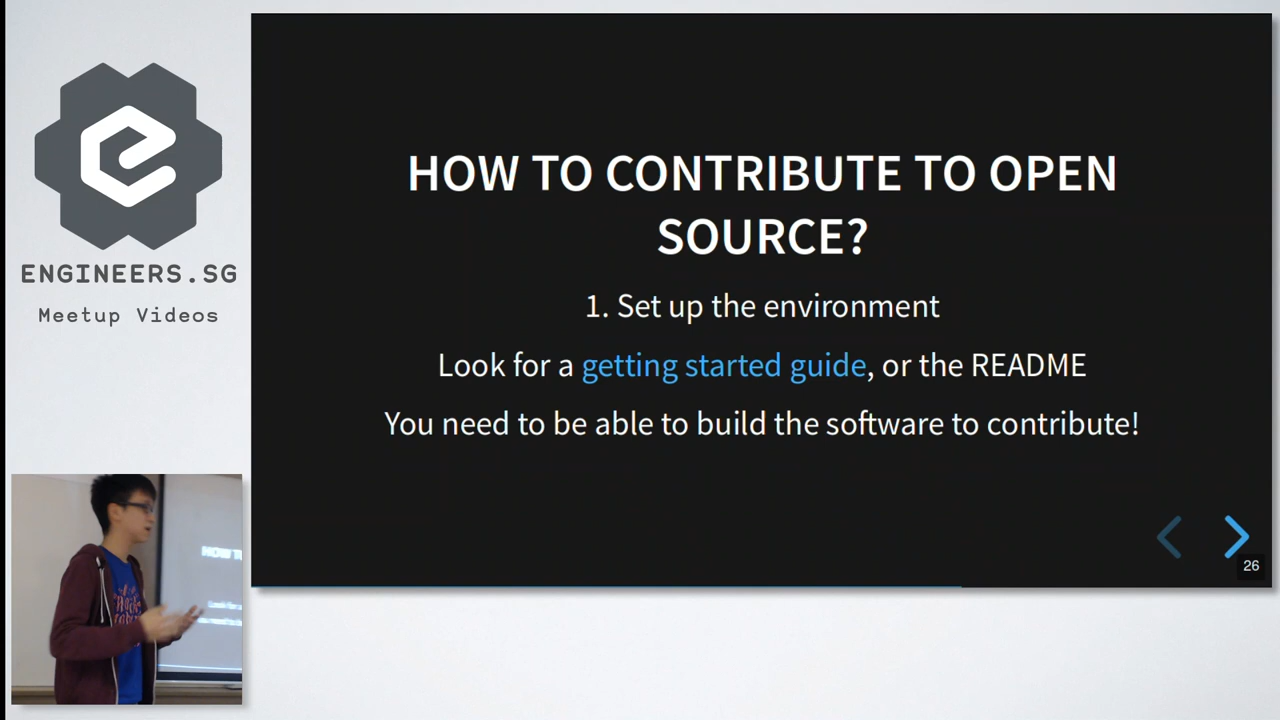 ENGINEERS.SG
Meetup Videos
HOW TO CONTRIBUTE TO OPEN
SOURCE?
1. Set up the environment
Look for a getting started guide, or the README
You need to be able to build the software to contribute!
26
HOW T